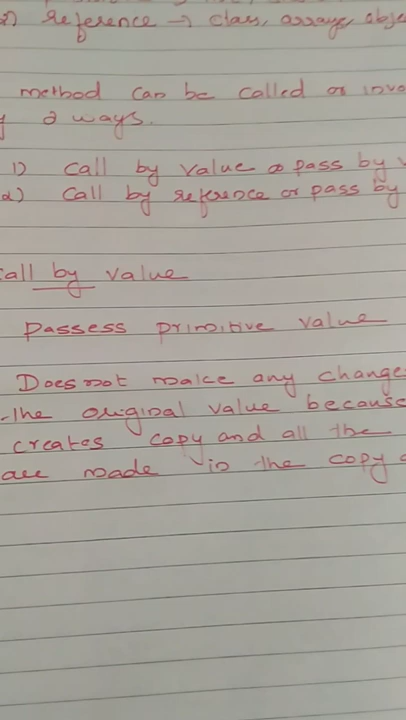 2) reference → class, arrays, obje
method can be called or invo
2 ways.
1) call by value or pass by v
2) call by reference or pass by
call by value
Passess primitive value
Does not make any change
the original value because
creates copy and all the
are made in the copy